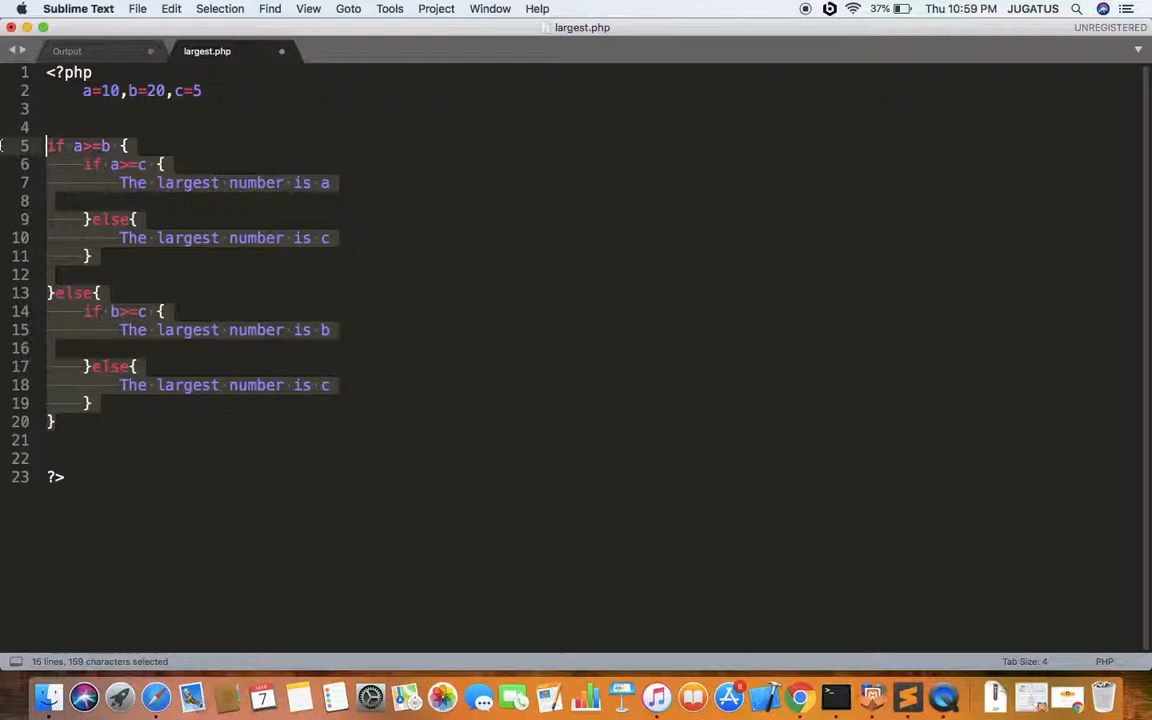 Sublime Text File Edit Selection Find View Goto Tools Project Window Help 37% Thu 10:59 PM JUGATUS
largest.php UNREGISTERED
Output largest.php
1 <?php
2 a=10,b=20,c=5
3
4
5 if a>=b {
6 if a>=c {
7 The largest number is a
8
9 }else{
10 The largest number is c
11 }
12
13 }else{
14 if b>=c {
15 The largest number is b
16
17 }else{
18 The largest number is c
19 }
20 }
21
22
23 ?>
15 lines, 159 characters selected Tab Size: 4 PHP
MAR
7
6